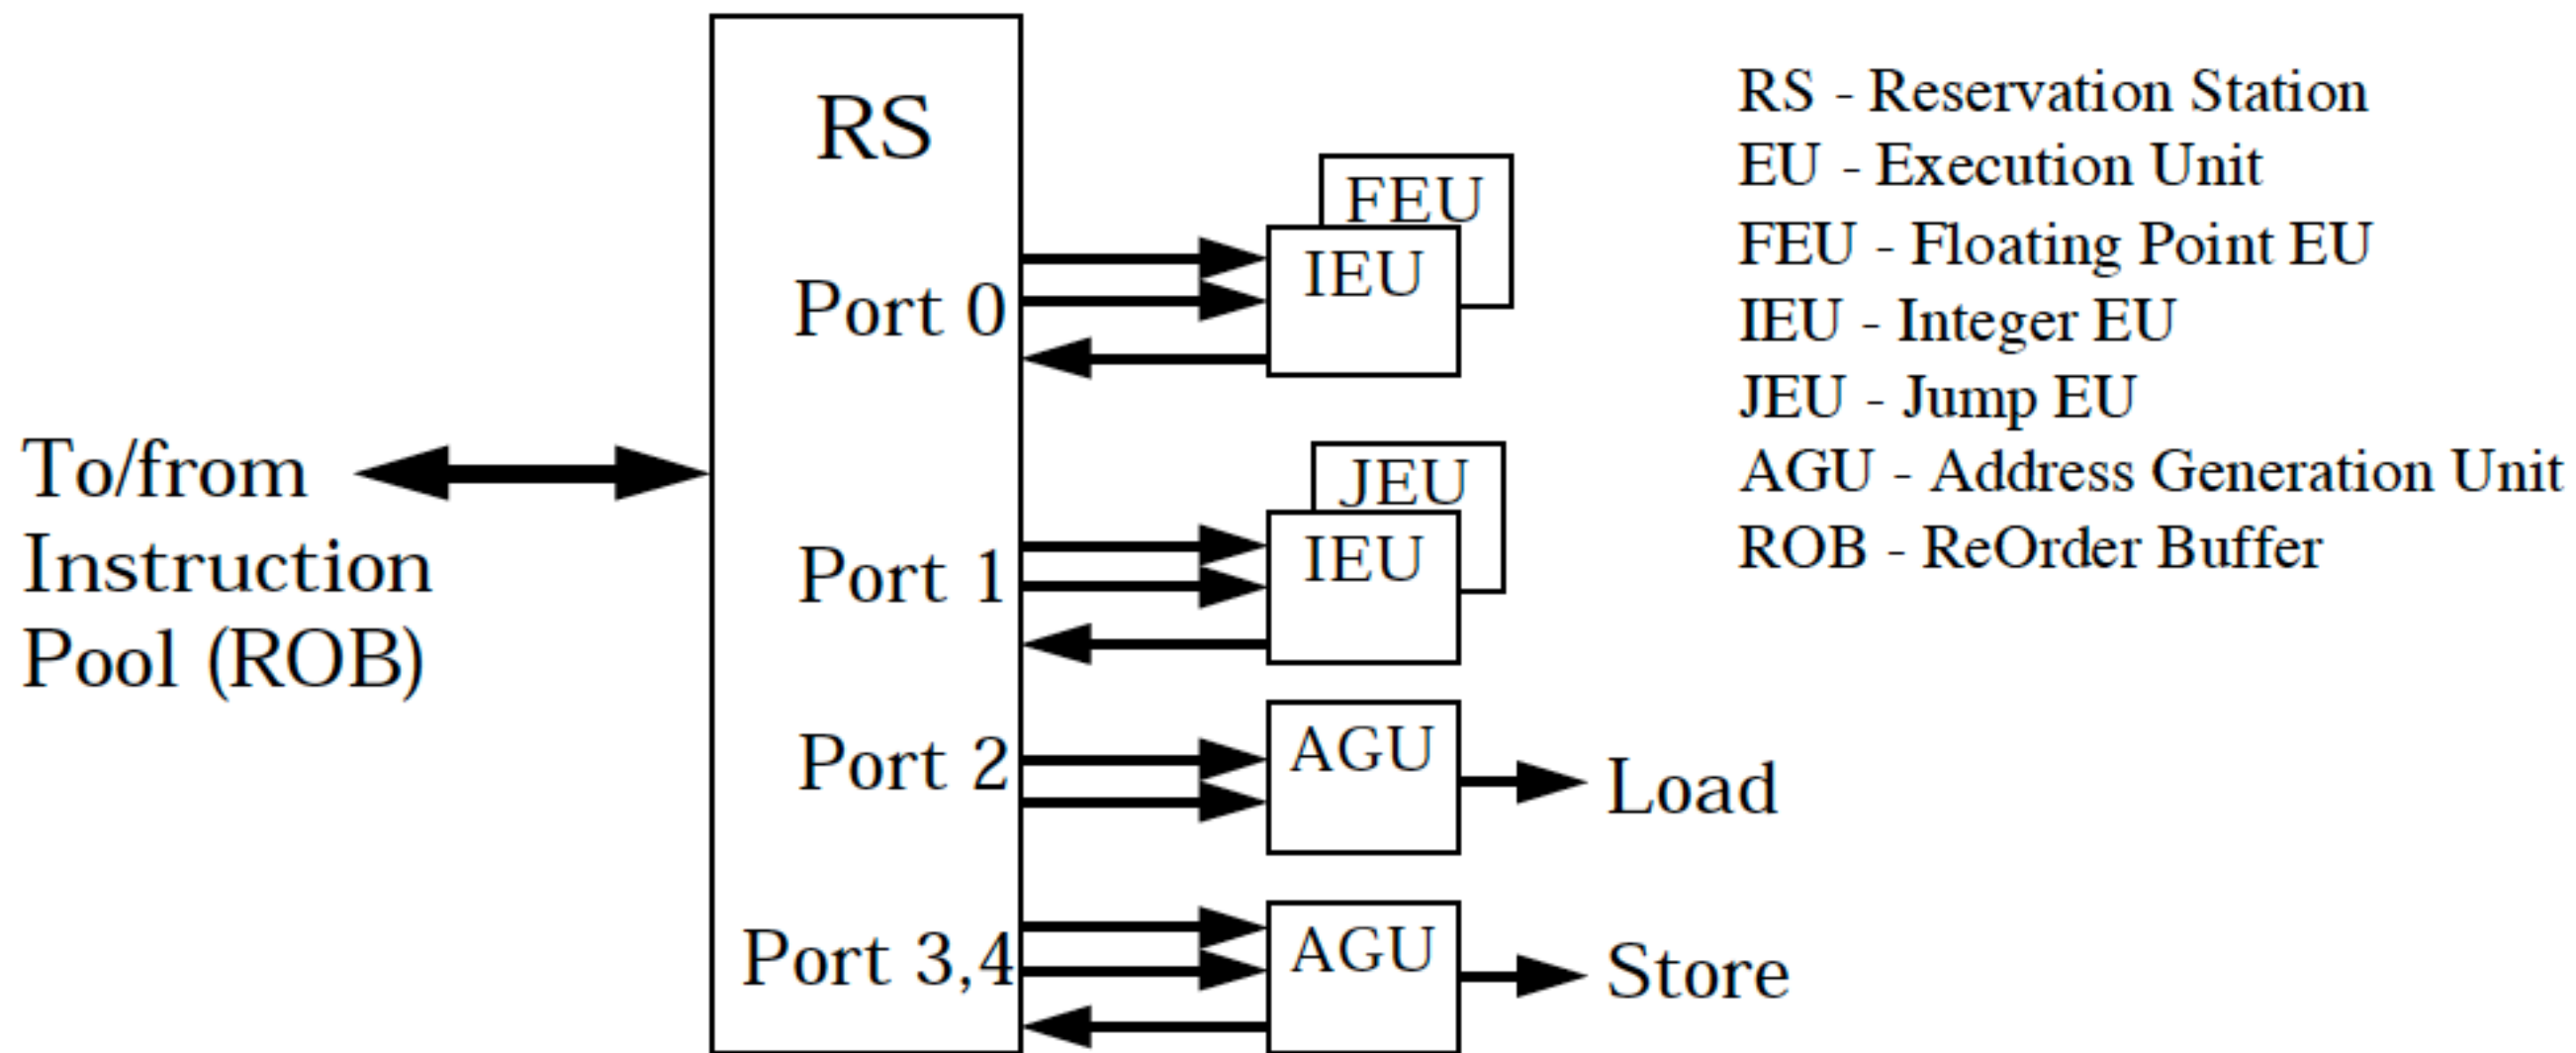 RS
Port 0
Port 1
Port 2
Port 3,4
To/from
Instruction
Pool (ROB)
FEU
IEU
JEU
IEU
AGU
Load
AGU
Store
RS - Reservation Station
EU - Execution Unit
FEU - Floating Point EU
IEU - Integer EU
JEU - Jump EU
AGU - Address Generation Unit
ROB - ReOrder Buffer